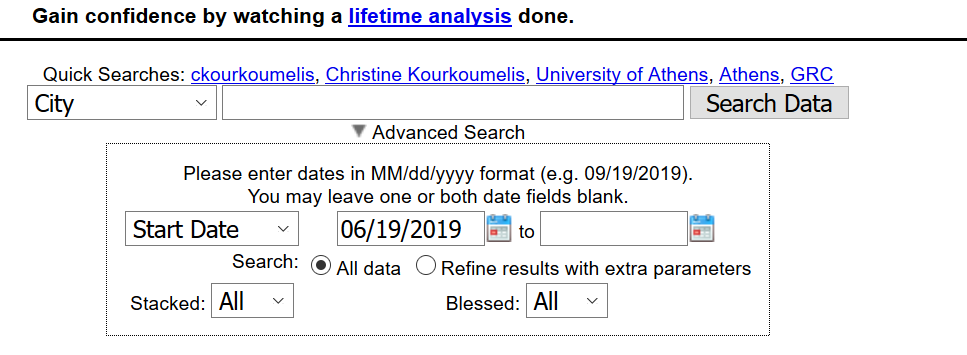 Gain confidence by watching a lifetime analysis done.
Quick Searches: ckourkoumelis, Christine Kourkoumelis, University of Athens, Athens, GRC
City Search Data
Advanced Search
Please enter dates in MM/dd/yyyy format (e.g. 09/19/2019).
You may leave one or both date fields blank.
Start Date 06/19/2019 to
Search: All data Refine results with extra parameters
Stacked: All Blessed: All